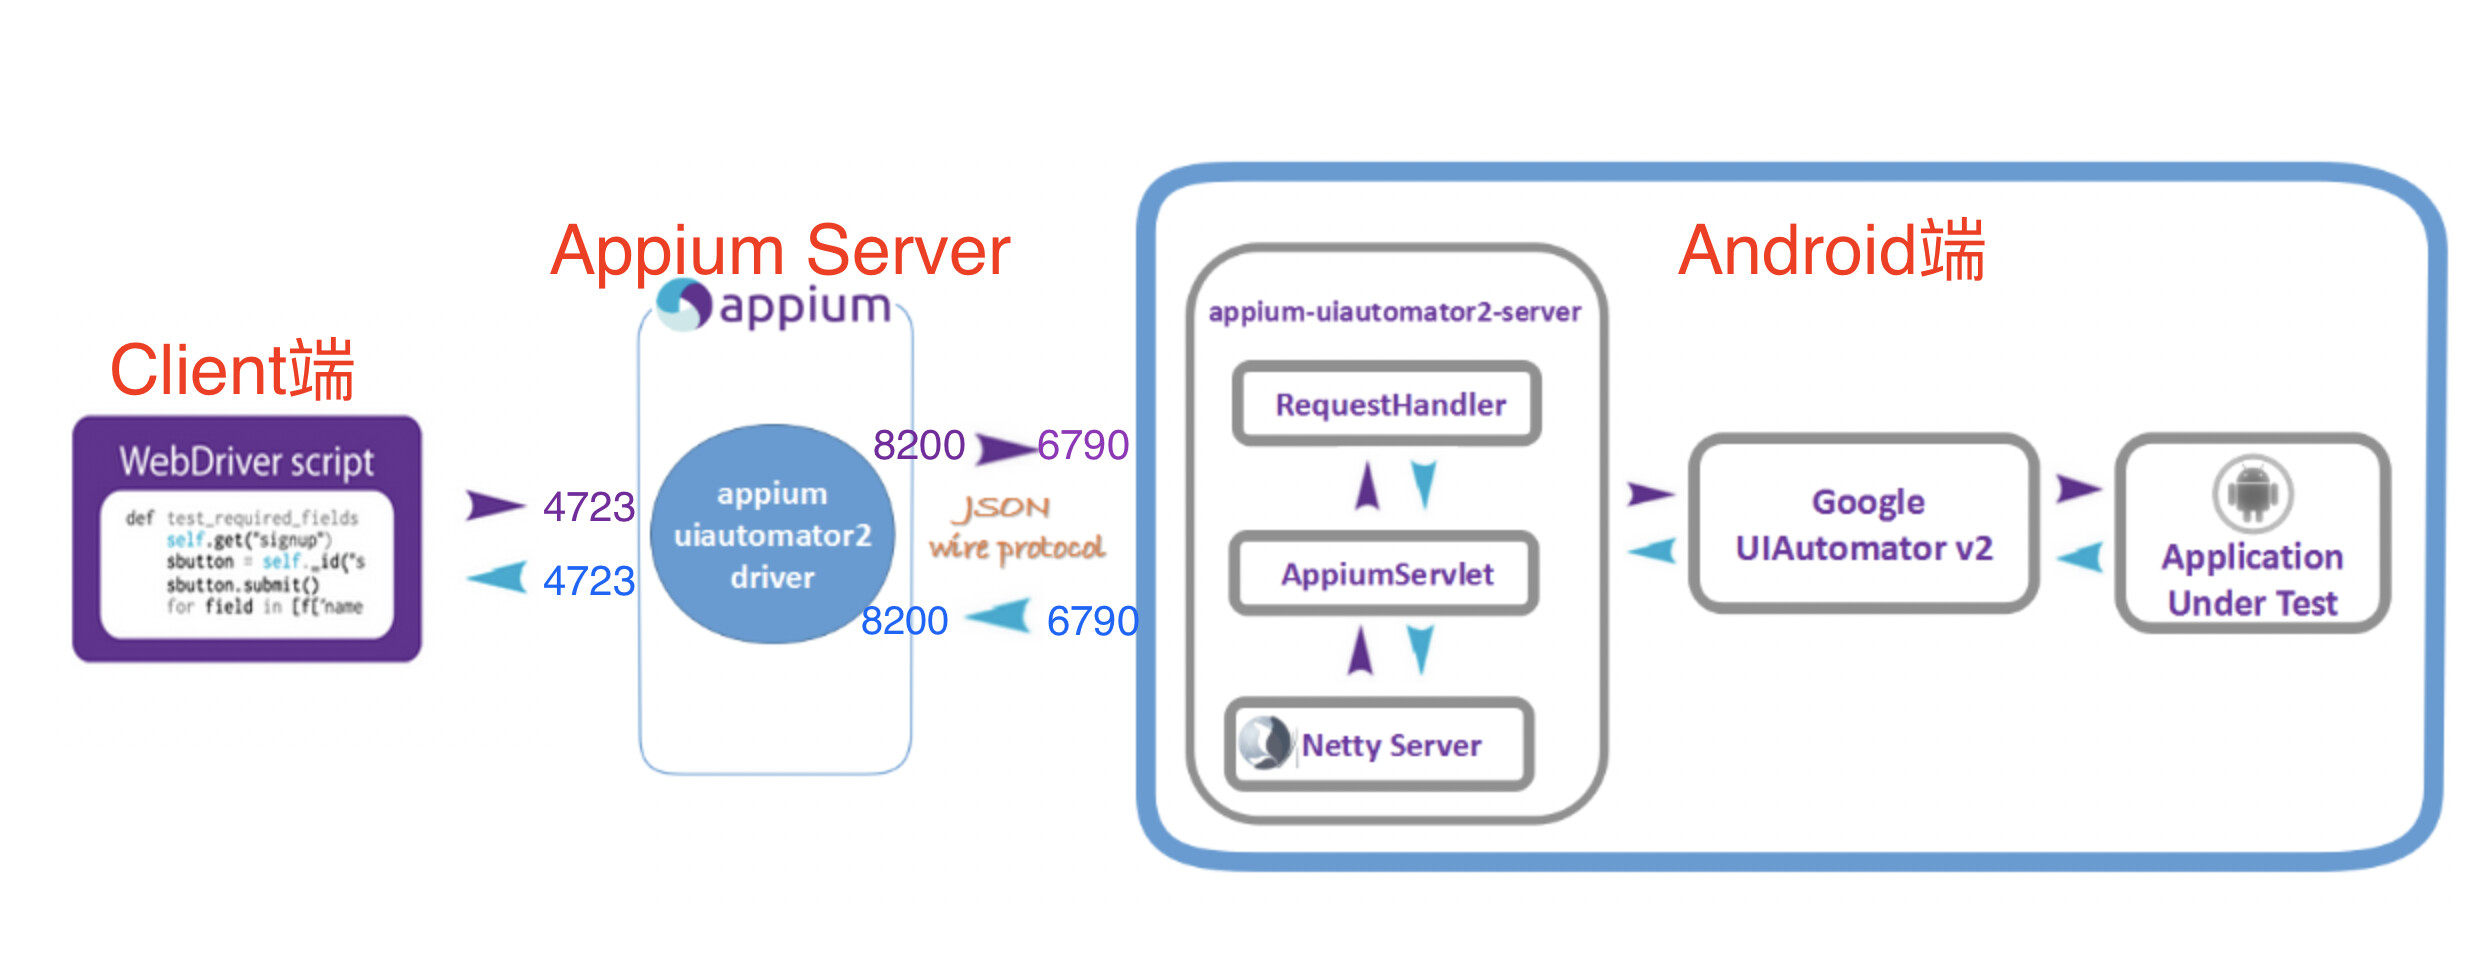 Client端
WebDriver script
def test_required_fields
self.get("signup")
sbutton = self._id("s
sbutton.submit()
for field in [f["name
4723
4723
Appium Server
appium
appium
uiautomator2
driver
8200
6790
JSON
wire protocol
8200
6790
Android端
appium-uiautomator2-server
RequestHandler
AppiumServlet
Netty Server
Google
UIAutomator v2
Application
Under Test